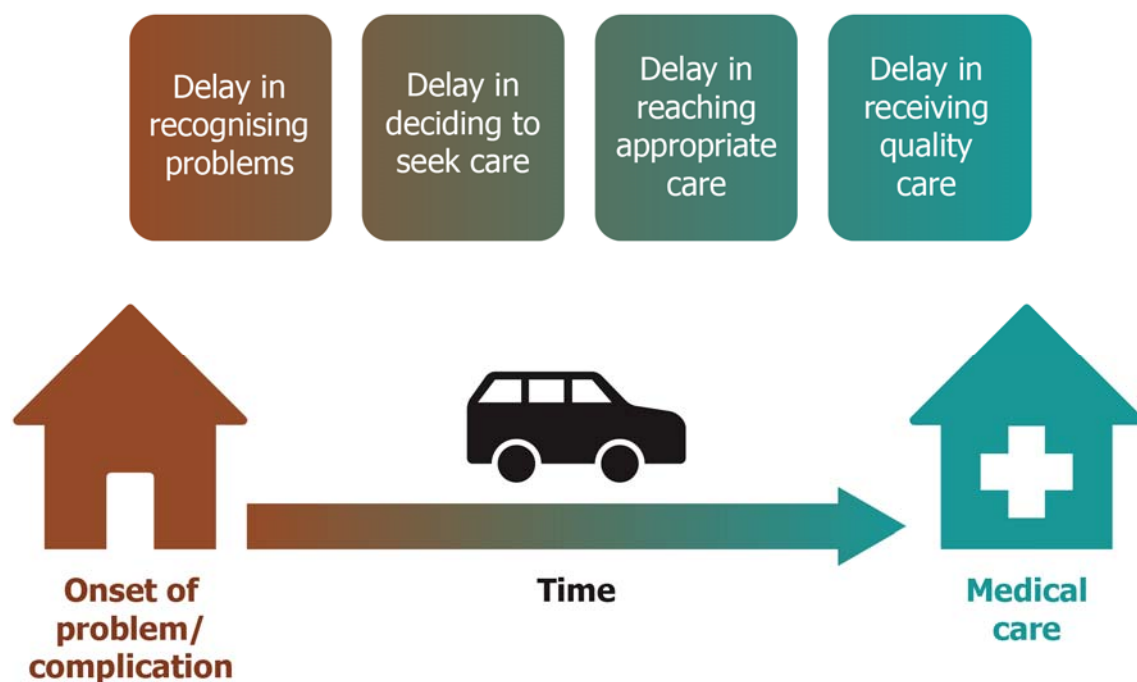 Delay in
recognising
problems
Delay in
deciding to
seek care
Delay in
reaching
appropriate
care
Delay in
receiving
quality
care
Onset of
problem/
complication
Time
Medical
care